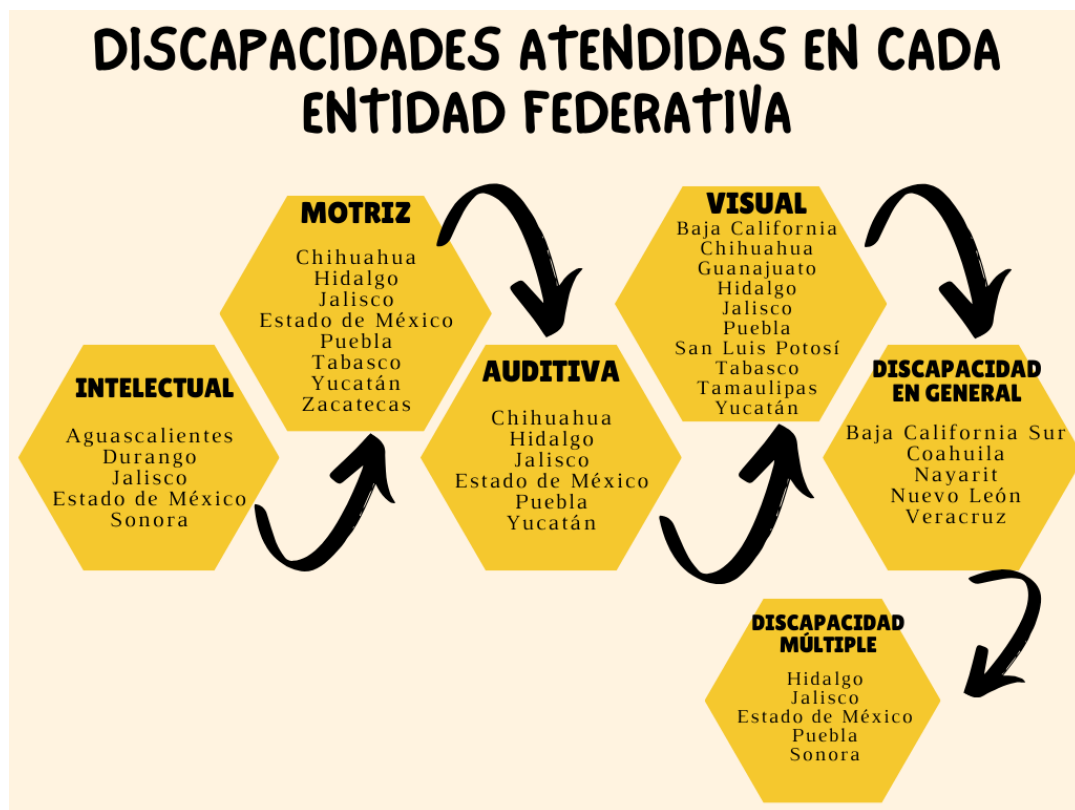 DISCAPACIDADES ATENDIDAS EN CADA
ENTIDAD FEDERATIVA
INTELECTUAL
Aguascalientes
Durango
Jalisco
Estado de México
Sonora
MOTRIZ
Chihuahua
Hidalgo
Jalisco
Estado de México
Puebla
Tabasco
Yucatán
Zacatecas
AUDITIVA
Chihuahua
Hidalgo
Jalisco
Estado de México
Puebla
Yucatán
VISUAL
Baja California
Chihuahua
Guanajuato
Hidalgo
Jalisco
Puebla
San Luis Potosí
Tabasco
Tamaulipas
Yucatán
DISCAPACIDAD
EN GENERAL
Baja California Sur
Coahuila
Nayarit
Nuevo León
Veracruz
DISCAPACIDAD
MÚLTIPLE
Hidalgo
Jalisco
Estado de México
Puebla
Sonora